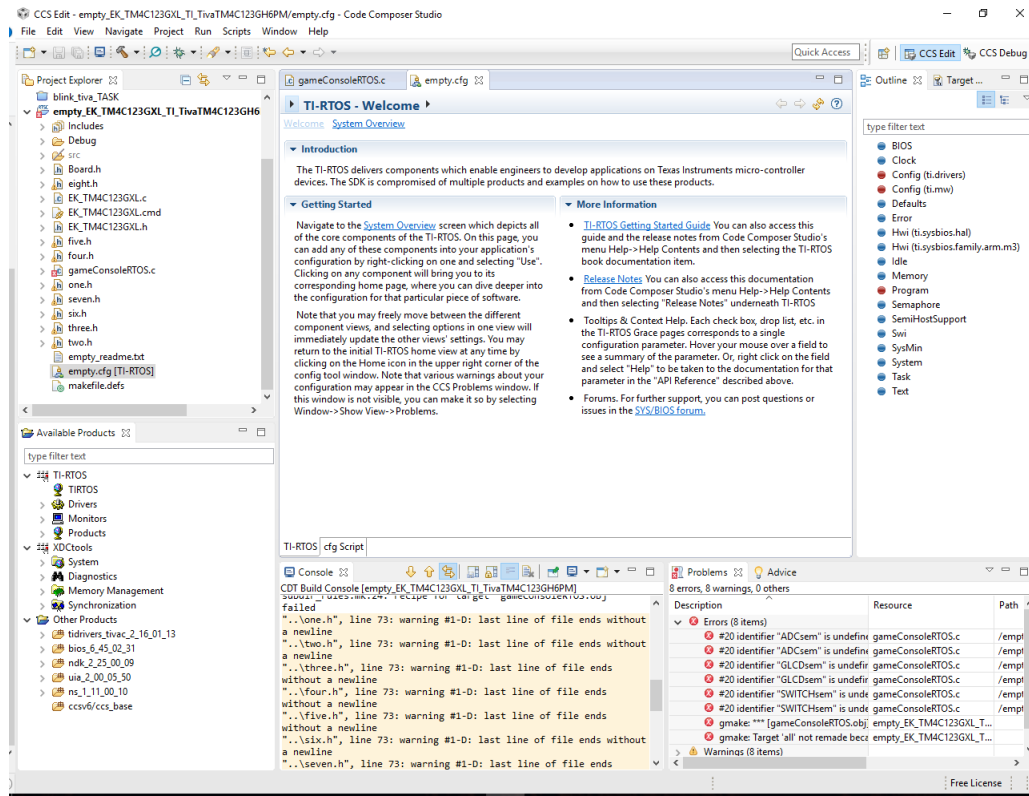 CCS Edit - empty_EK_TM4C123GXL_TI_TivaTM4C123GH6PM/empty.cfg - Code Composer Studio
File Edit View Navigate Project Run Scripts Window Help
Quick Access
CCS Edit
CCS Debug
Project Explorer
blink_tiva_TASK
empty_EK_TM4C123GXL_TI_TivaTM4C123GH6
Includes
Debug
src
Board.h
eight.h
EK_TM4C123GXL.c
EK_TM4C123GXL.cmd
EK_TM4C123GXL.h
five.h
four.h
gameConsoleRTOS.c
one.h
seven.h
six.h
three.h
two.h
empty_readme.txt
empty.cfg [TI-RTOS]
makefile.defs
Available Products
type filter text
TI-RTOS
TIRTOS
Drivers
Monitors
Products
XDCtools
System
Diagnostics
Memory Management
Synchronization
Other Products
tidrivers_tivac_2_16_01_13
bios_6_45_02_31
ndk_2_25_00_09
uia_2_00_05_50
ns_1_11_00_10
ccsv6/ccs_base
gameConsoleRTOS.c
empty.cfg
TI-RTOS - Welcome
Welcome System Overview
Introduction
The TI-RTOS delivers components which enable engineers to develop applications on Texas Instruments micro-controller
devices. The SDK is compromised of multiple products and examples on how to use these products.
Getting Started
Navigate to the System Overview screen which depicts all
of the core components of the TI-RTOS. On this page, you
can add any of these components into your application's
configuration by right-clicking on one and selecting "Use".
Clicking on any component will bring you to its
corresponding home page, where you can dive deeper into
the configuration for that particular piece of software.
Note that you may freely move between the different
component views, and selecting options in one view will
immediately update the other views' settings. You may
return to the initial TI-RTOS home view at any time by
clicking on the Home icon in the upper right corner of the
config tool window. Note that various warnings about your
configuration may appear in the CCS Problems window. If
this window is not visible, you can make it so by selecting
Window->Show View->Problems.
More Information
TI-RTOS Getting Started Guide You can also access this
guide and the release notes from Code Composer Studio's
menu Help->Help Contents and then selecting the TI-RTOS
book documentation item.
Release Notes You can also access this documentation
from Code Composer Studio's menu Help->Help Contents
and then selecting "Release Notes" underneath TI-RTOS
Tooltips & Context Help. Each check box, drop list, etc. in
the TI-RTOS Grace pages corresponds to a single
configuration parameter. Hover your mouse over a field to
see a summary of the parameter. Or, right click on the field
and select "Help" to be taken to the documentation for that
parameter in the "API Reference" described above.
Forums. For further support, you can post questions or
issues in the SYS/BIOS forum.
TI-RTOS cfg Script
Outline
Target ...
type filter text
BIOS
Clock
Config (ti.drivers)
Config (ti.mw)
Defaults
Error
Hwi (ti.sysbios.hal)
Hwi (ti.sysbios.family.arm.m3)
Idle
Memory
Program
Semaphore
SemiHostSupport
Swi
SysMin
System
Task
Text
Console
CDT Build Console [empty_EK_TM4C123GXL_TI_TivaTM4C123GH6PM]
subdir_rules.mk:24: recipe for target 'gameConsoleRTOS.obj'
failed
"..\one.h", line 73: warning #1-D: last line of file ends without
a newline
"..\two.h", line 73: warning #1-D: last line of file ends without
a newline
"..\three.h", line 73: warning #1-D: last line of file ends
without a newline
"..\four.h", line 73: warning #1-D: last line of file ends
without a newline
"..\five.h", line 73: warning #1-D: last line of file ends
without a newline
"..\six.h", line 73: warning #1-D: last line of file ends without
a newline
"..\seven.h", line 73: warning #1-D: last line of file ends
Problems
Advice
8 errors, 8 warnings, 0 others
Description Resource Path
Errors (8 items)
#20 identifier "ADCsem" is undefine gameConsoleRTOS.c /empt
#20 identifier "ADCsem" is undefine gameConsoleRTOS.c /empt
#20 identifier "GLCDsem" is undefir gameConsoleRTOS.c /empt
#20 identifier "GLCDsem" is undefir gameConsoleRTOS.c /empt
#20 identifier "SWITCHsem" is unde gameConsoleRTOS.c /empt
#20 identifier "SWITCHsem" is unde gameConsoleRTOS.c /empt
gmake: *** [gameConsoleRTOS.obj] empty_EK_TM4C123GXL_T...
gmake: Target 'all' not remade beca empty_EK_TM4C123GXL_T...
Warnings (8 items)
Free License